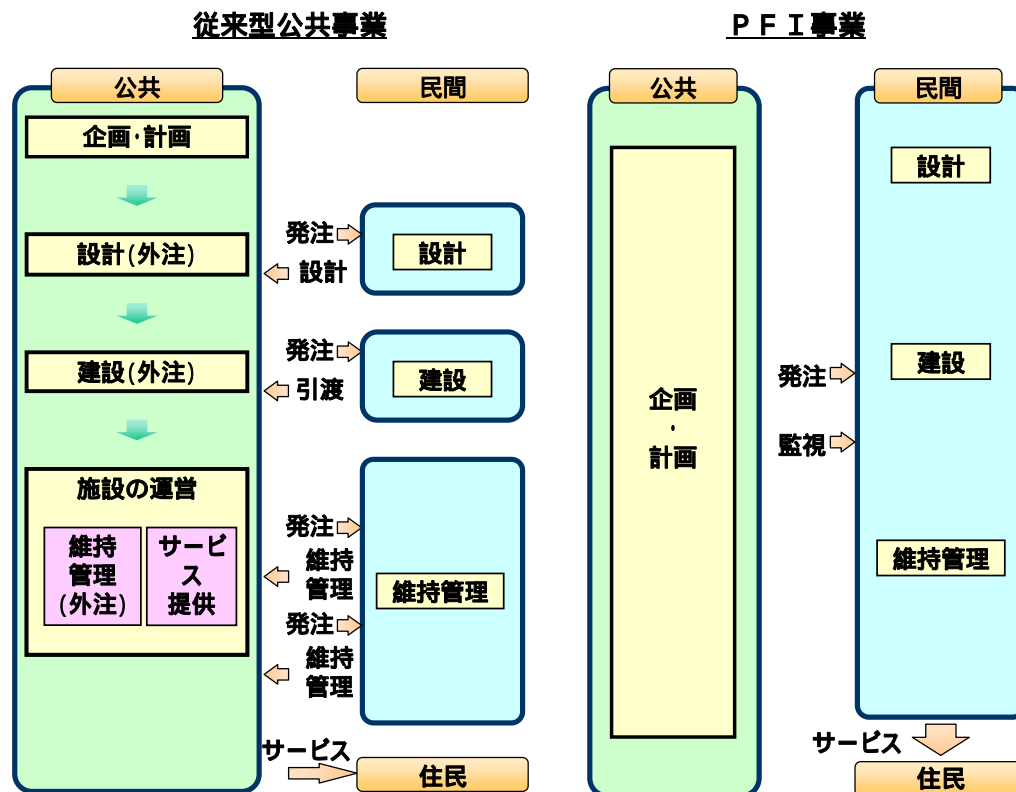 従来型公共事業
公共
民間
企画・計画
設計(外注)
発注
設計
設計
建設(外注)
発注
引渡
建設
施設の運営
維持
管理
(外注)
サービ
ス
提供
発注
維持
管理
発注
維持
管理
維持管理
サービス
住民
ＰＦＩ事業
公共
民間
企画
・
計画
設計
発注
建設
監視
維持管理
サービス
住民